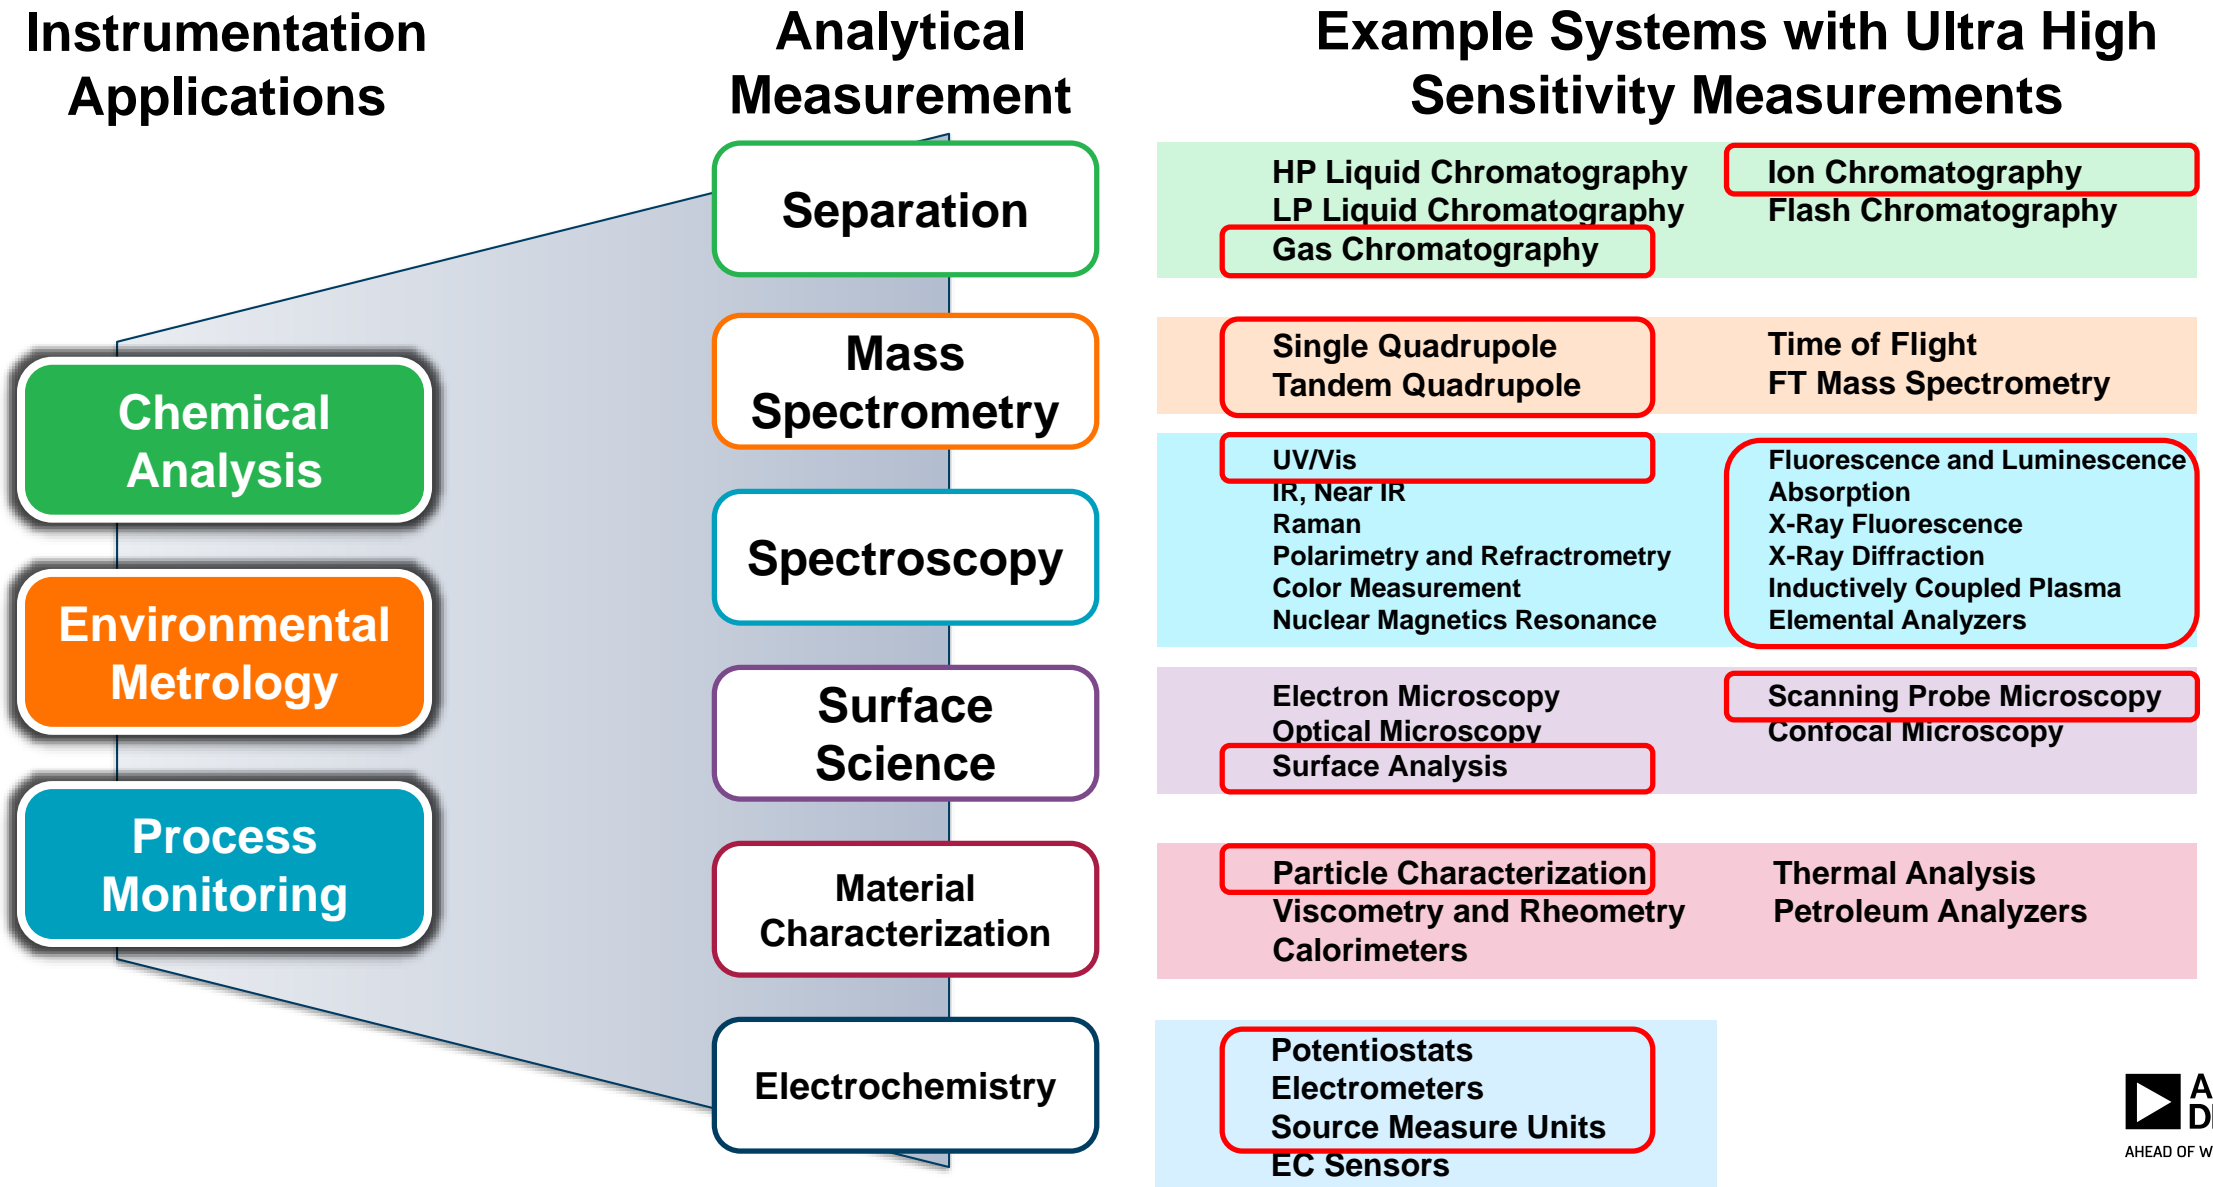 Instrumentation
Applications
Analytical
Measurement
Example Systems with Ultra High
Sensitivity Measurements
Chemical
Analysis
Environmental
Metrology
Process
Monitoring
Separation
HP Liquid Chromatography
LP Liquid Chromatography
Gas Chromatography
Ion Chromatography
Flash Chromatography
Mass
Spectrometry
Single Quadrupole
Tandem Quadrupole
Time of Flight
FT Mass Spectrometry
Spectroscopy
UV/Vis
IR, Near IR
Raman
Polarimetry and Refractrometry
Color Measurement
Nuclear Magnetics Resonance
Fluorescence and Luminescence
Absorption
X-Ray Fluorescence
X-Ray Diffraction
Inductively Coupled Plasma
Elemental Analyzers
Surface
Science
Electron Microscopy
Optical Microscopy
Surface Analysis
Scanning Probe Microscopy
Confocal Microscopy
Material
Characterization
Particle Characterization
Viscometry and Rheometry
Calorimeters
Thermal Analysis
Petroleum Analyzers
Electrochemistry
Potentiostats
Electrometers
Source Measure Units
EC Sensors
AHEAD OF